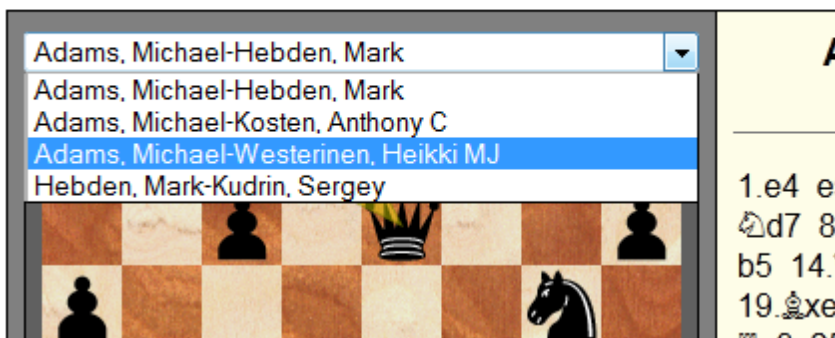 Adams, Michael-Hebden, Mark
Adams, Michael-Hebden, Mark
Adams, Michael-Kosten, Anthony C
Adams, Michael-Westerinen, Heikki MJ
Hebden, Mark-Kudrin, Sergey
1.e4
♘d7 8
b5 14.
19.♗xe